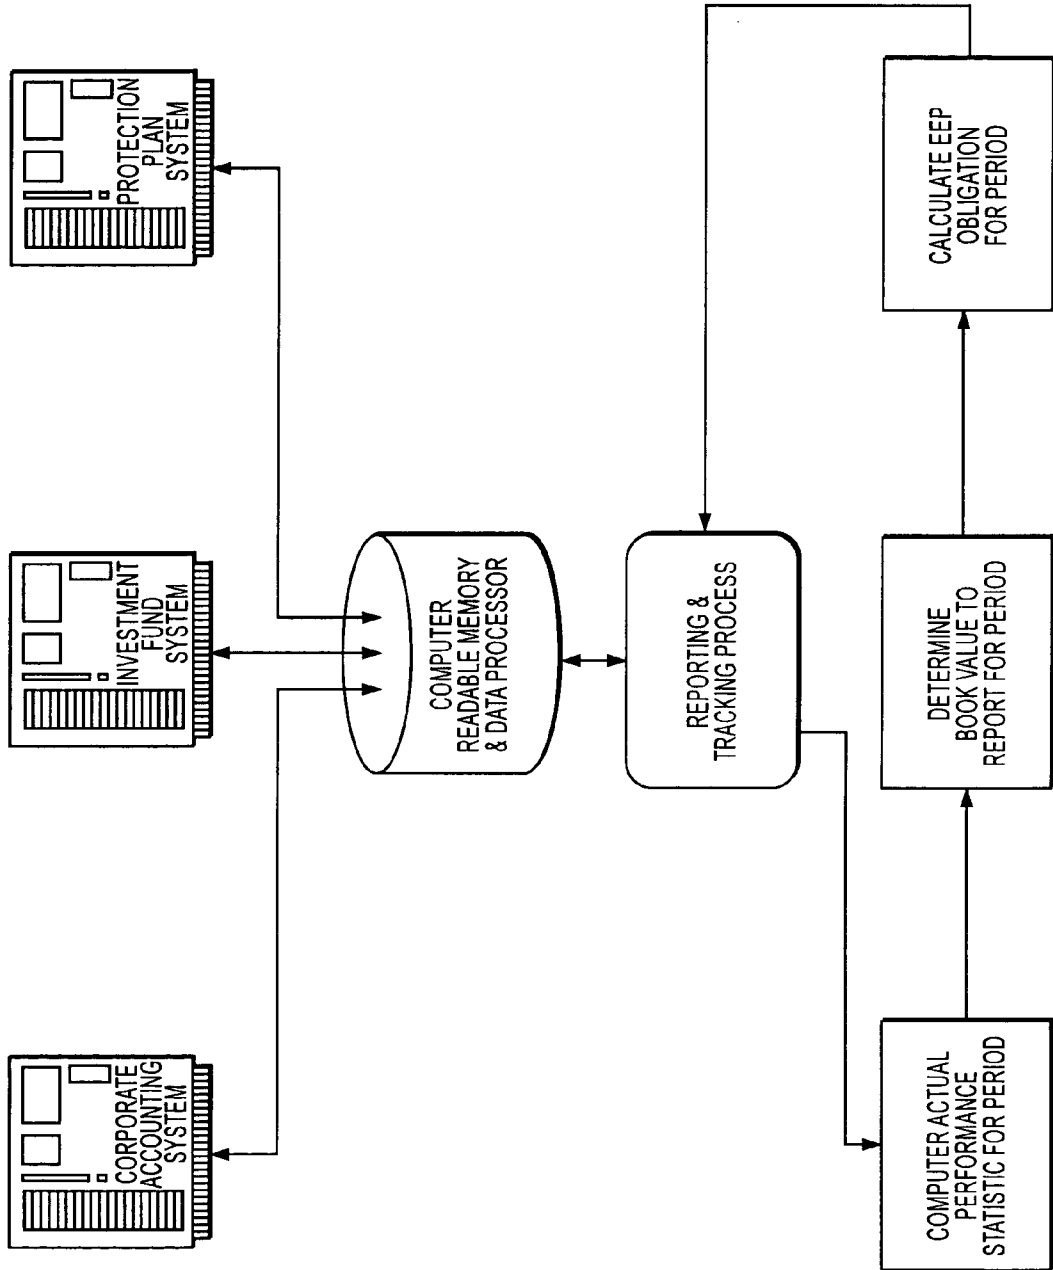 CORPORATE
ACCOUNTING
SYSTEM
INVESTMENT
FUND
SYSTEM
PROTECTION
PLAN
SYSTEM
COMPUTER
READABLE MEMORY
& DATA PROCESSOR
REPORTING &
TRACKING PROCESS
COMPUTER ACTUAL
PERFORMANCE
STATISTIC FOR PERIOD
DETERMINE
BOOK VALUE TO
REPORT FOR PERIOD
CALCULATE EEP
OBLIGATION
FOR PERIOD